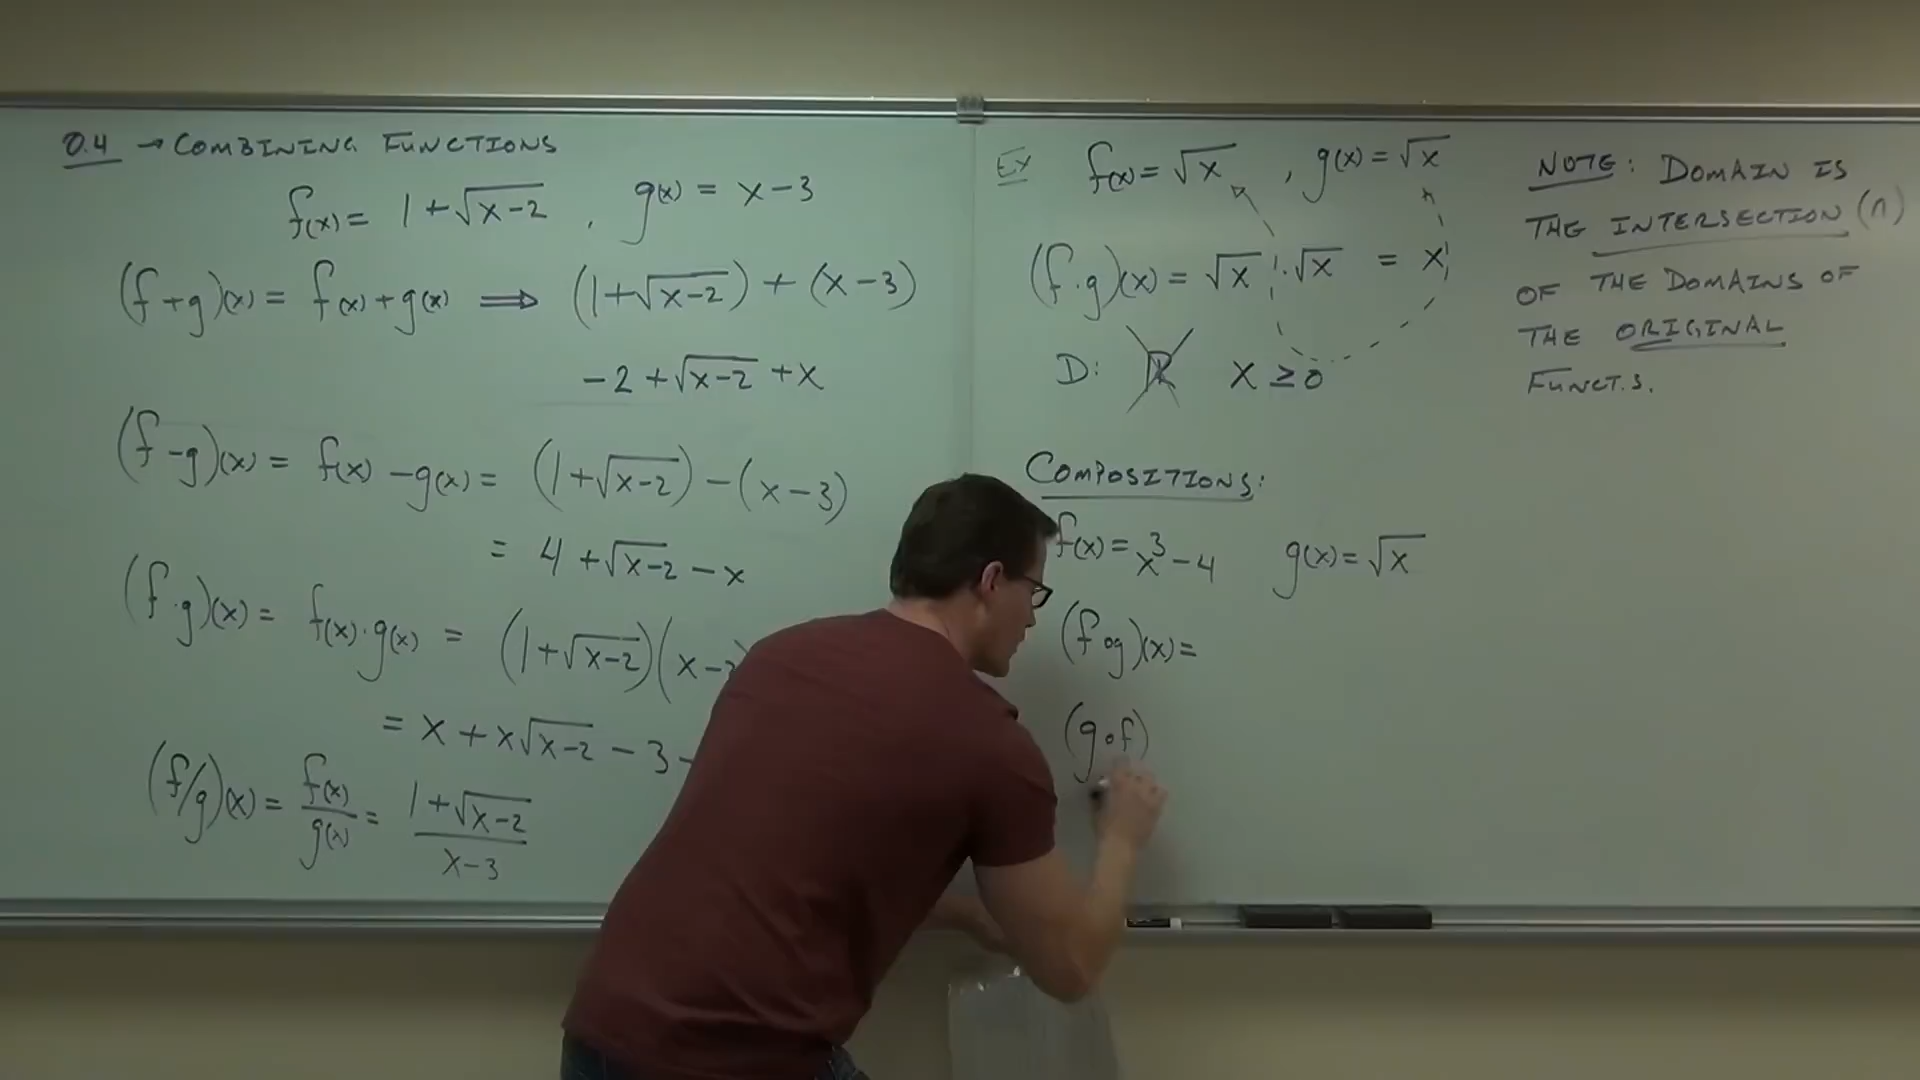 0.4 → COMBINING FUNCTIONS
f(x) = 1 + √x-2 , g(x) = x - 3
(f + g)(x) = f(x) + g(x) ⟹ (1 + √x-2) + (x - 3)
-2 + √x-2 + x
(f - g)(x) = f(x) - g(x) = (1 + √x-2) - (x - 3)
= 4 + √x-2 - x
(f · g)(x) = f(x) · g(x) = (1 + √x-2)(x -
= x + x√x-2 - 3 -
(f/g)(x) = f(x)/g(x) = 1 + √x-2 / x - 3
Ex f(x) = √x , g(x) = √x
(f · g)(x) = √x · √x = x
D: ℝ x ≥ 0
COMPOSITIONS:
f(x) = x³ - 4 g(x) = √x
(f o g)(x) =
(g o f)
NOTE: DOMAIN IS
THE INTERSECTION (∩)
OF THE DOMAINS OF
THE ORIGINAL
FUNCT.S.